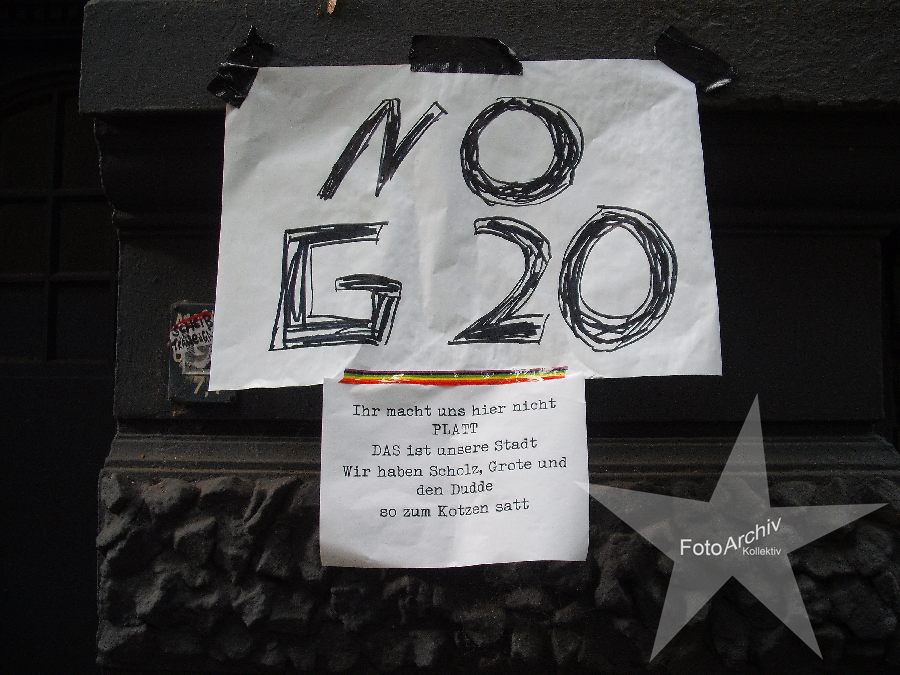 NO
G20
Ihr macht uns hier nicht
PLATT
DAS ist unsere Stadt
Wir haben Scholz, Grote und
den Dudde
so zum Kotzen satt
FotoArchiv
Kollektiv